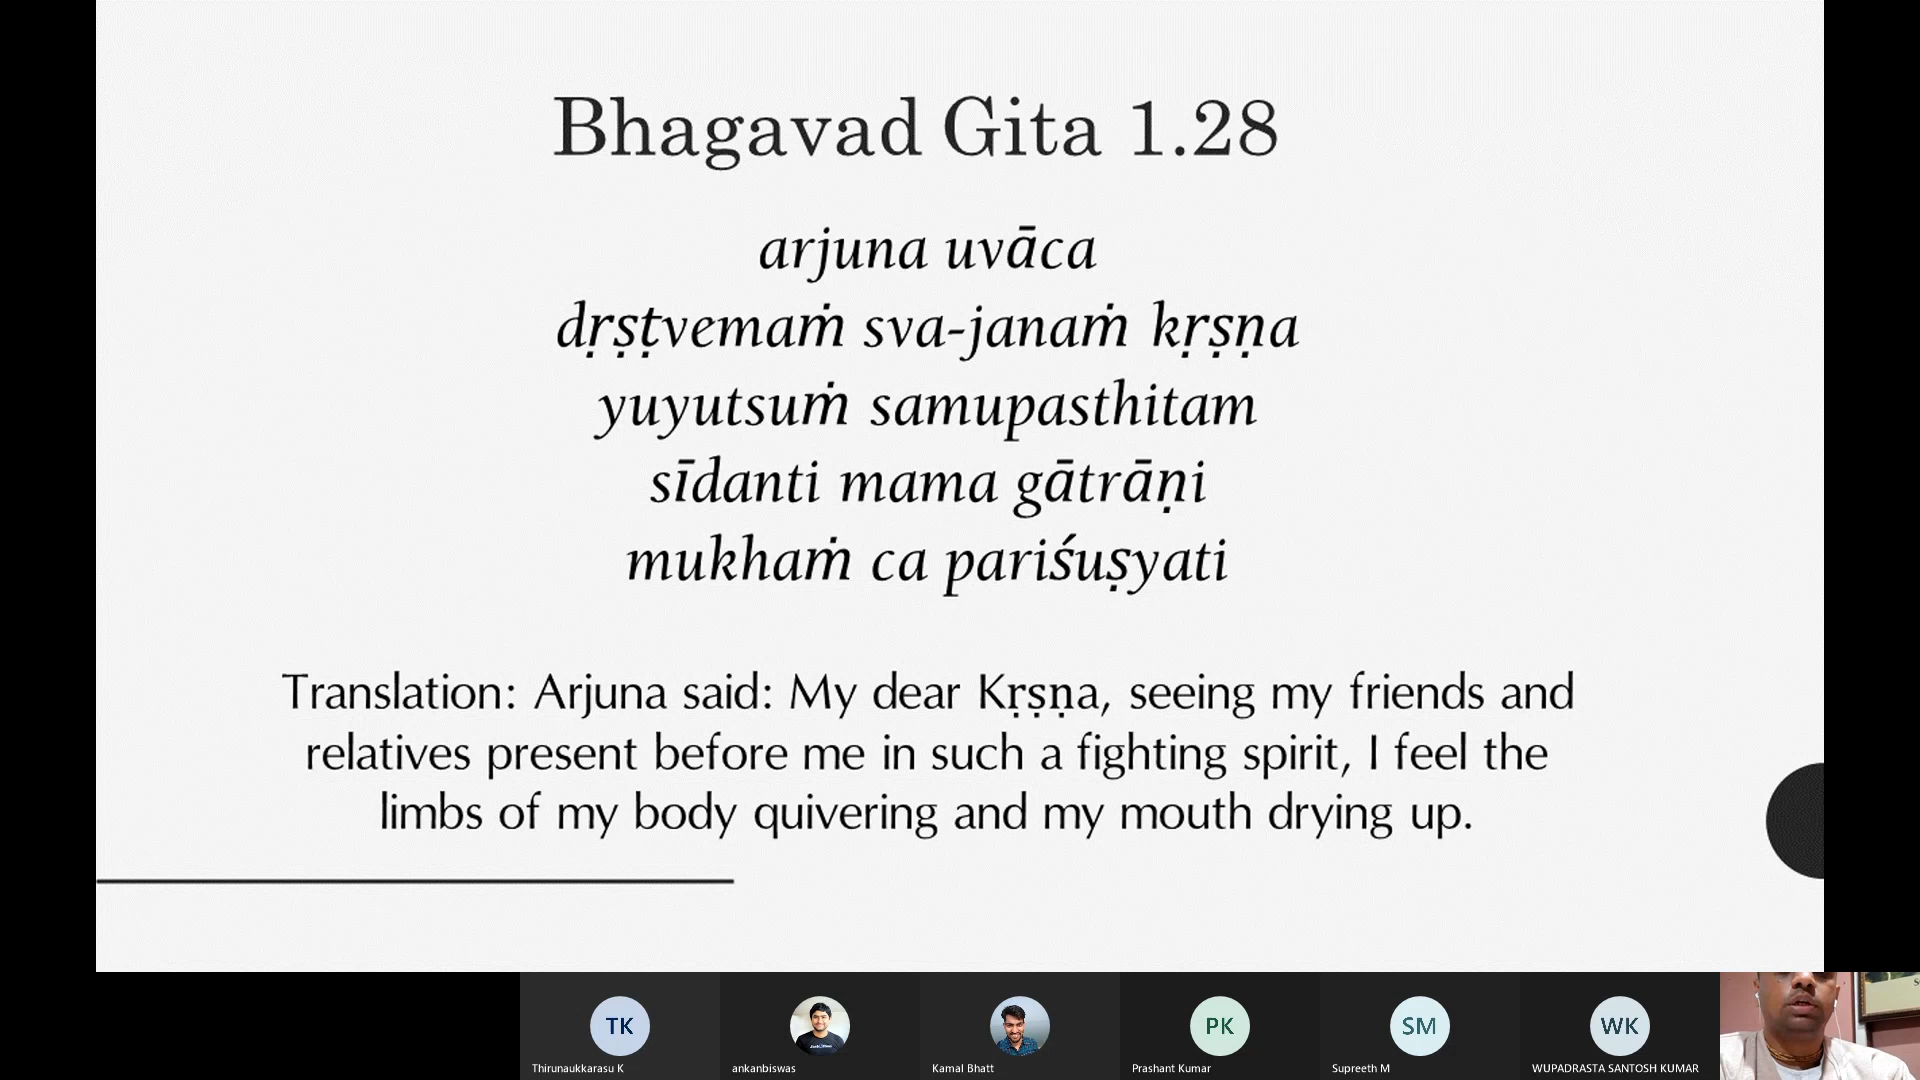 Bhagavad Gita 1.28
arjuna uvāca
dṛṣṭvemaṁ sva-janaṁ kṛṣṇa
yuyutsuṁ samupasthitam
sīdanti mama gātrāṇi
mukhaṁ ca pariśuṣyati
Translation: Arjuna said: My dear Kṛṣṇa, seeing my friends and
relatives present before me in such a fighting spirit, I feel the
limbs of my body quivering and my mouth drying up.
TK
PK
SM
WK
Thirunaukkarasu K
ankanbiswas
Kamal Bhatt
Prashant Kumar
Supreeth M
WUPADRASTA SANTOSH KUMAR